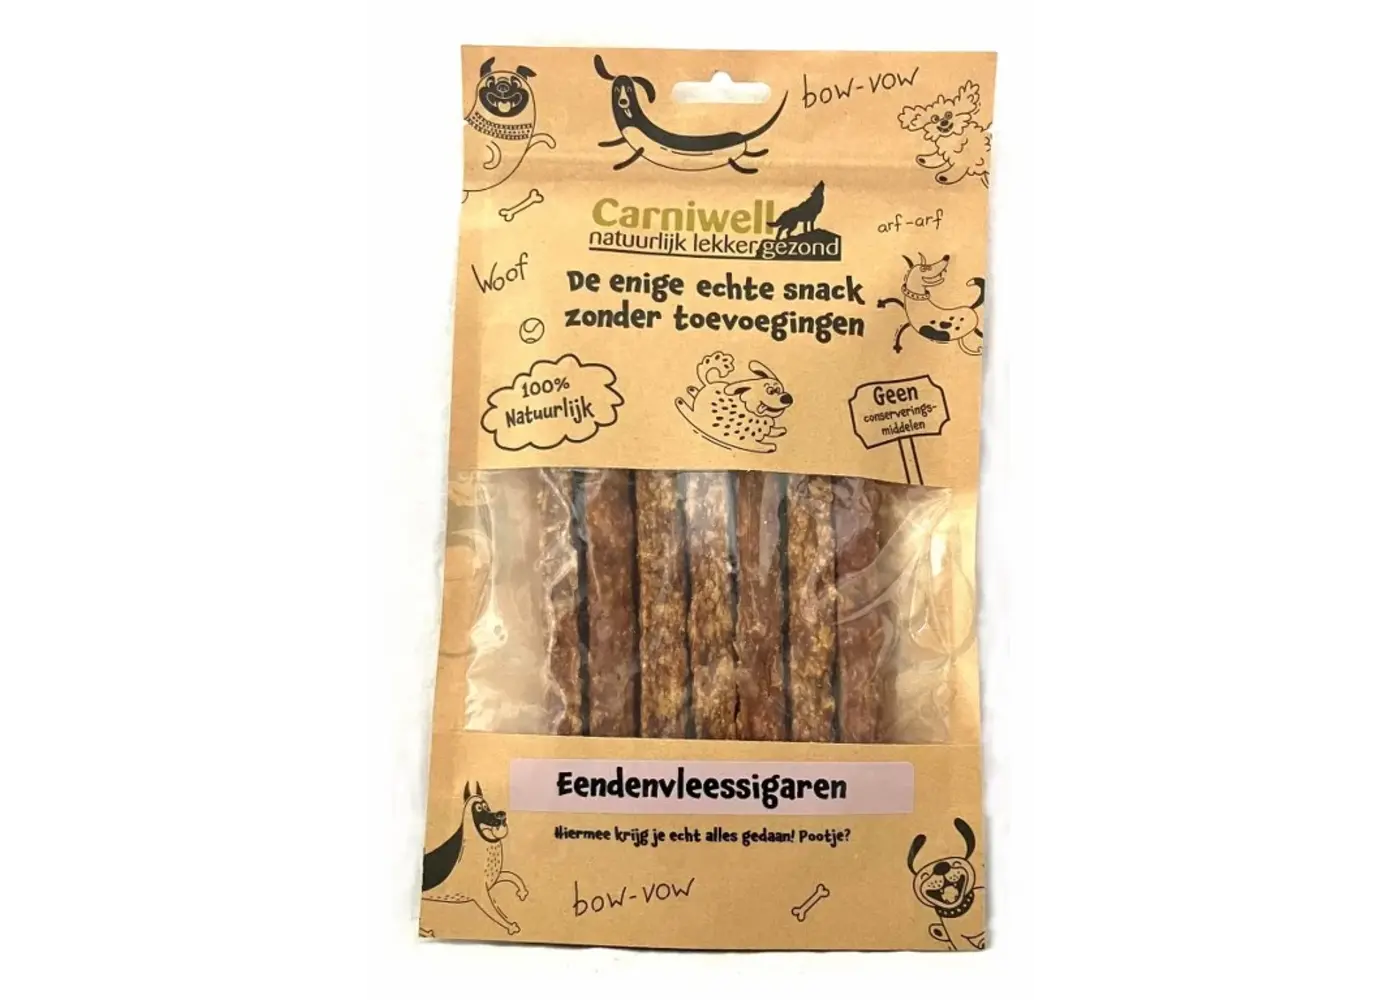 bow-vow
Carniwell
natuurlijk lekker gezond
arf-arf
Woof
De enige echte snack
zonder toevoegingen
100%
Natuurlijk
Geen
conserverings-
middelen
Eendenvleessigaren
Hiermee krijg je echt alles gedaan! Pootje?
bow-vow